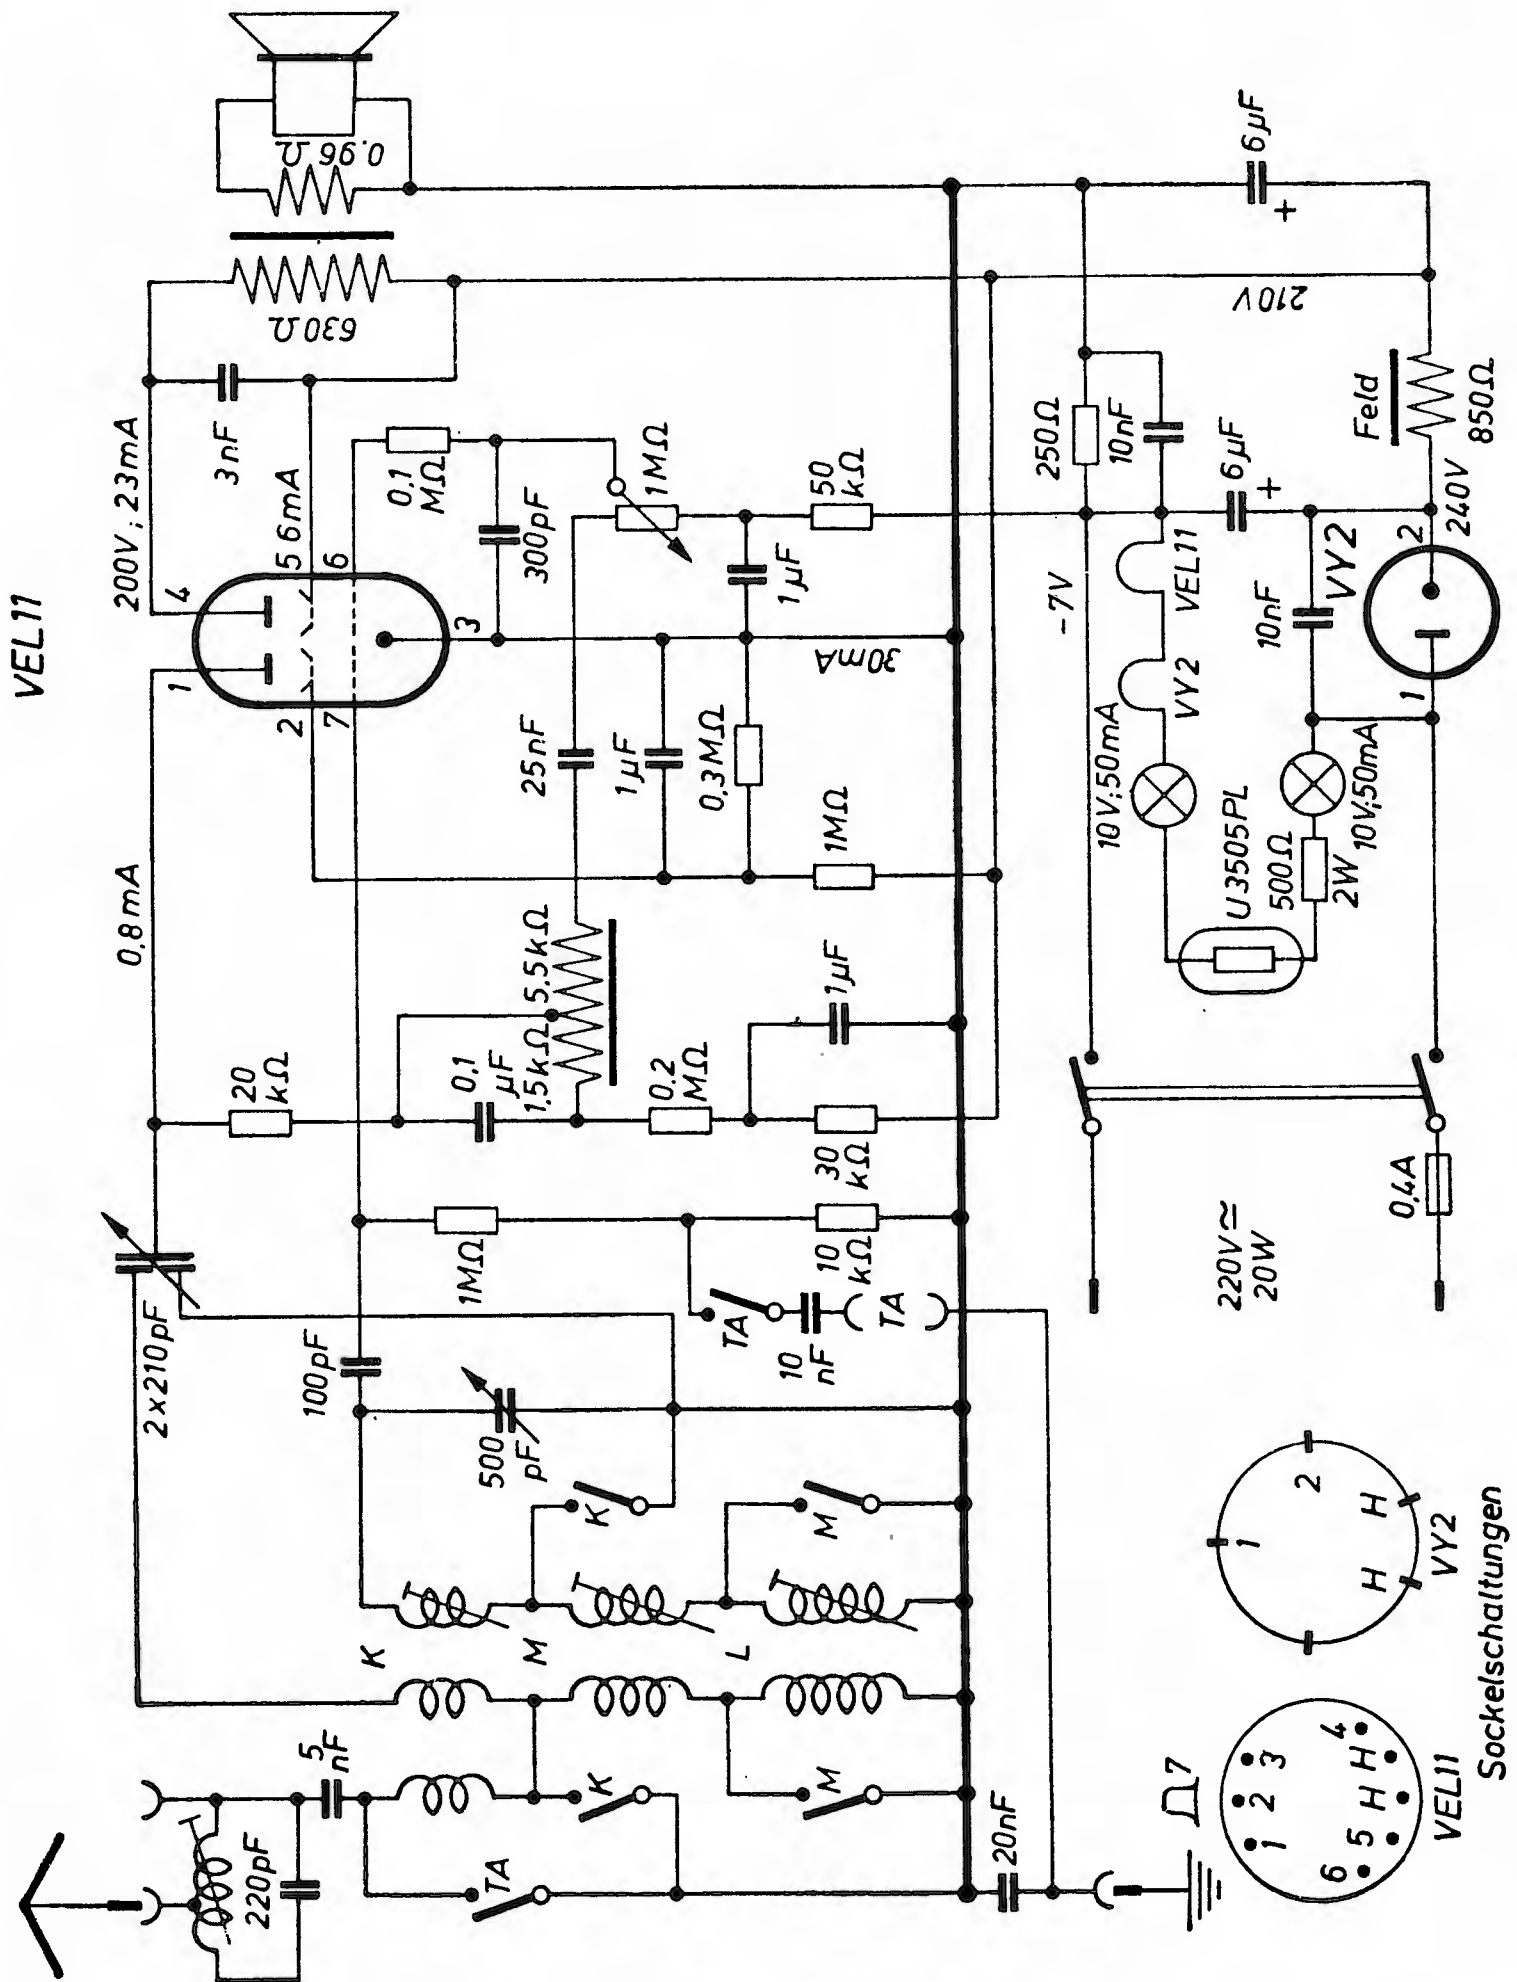 VEL11
0.96 Ω
630Ω
3nF
200V; 23mA
6mA
4
5
6
1
2
7
3
0,1
MΩ
300pF
1MΩ
50
kΩ
1µF
25nF
1µF
0,3MΩ
1MΩ
30mA
0,8mA
20
kΩ
0,1
µF
1,5kΩ
5,5kΩ
0,2
MΩ
1µF
30
kΩ
2x210pF
100pF
1MΩ
10
kΩ
TA
10
nF
TA
500
pF
K
M
K
M
L
K
M
5
nF
220pF
TA
20nF
6µF
+
210V
250Ω
10nF
6µF
+
Feld
850Ω
240V
-7V
VEL11
VY2
10nF
VY2
1
2
10V;50mA
10V;50mA
U3505PL
500Ω
2W
220V≂
20W
0,4A
7
1
2
3
4
H
H
5
6
VEL11
1
2
H
H
VY2
Sockelschaltungen